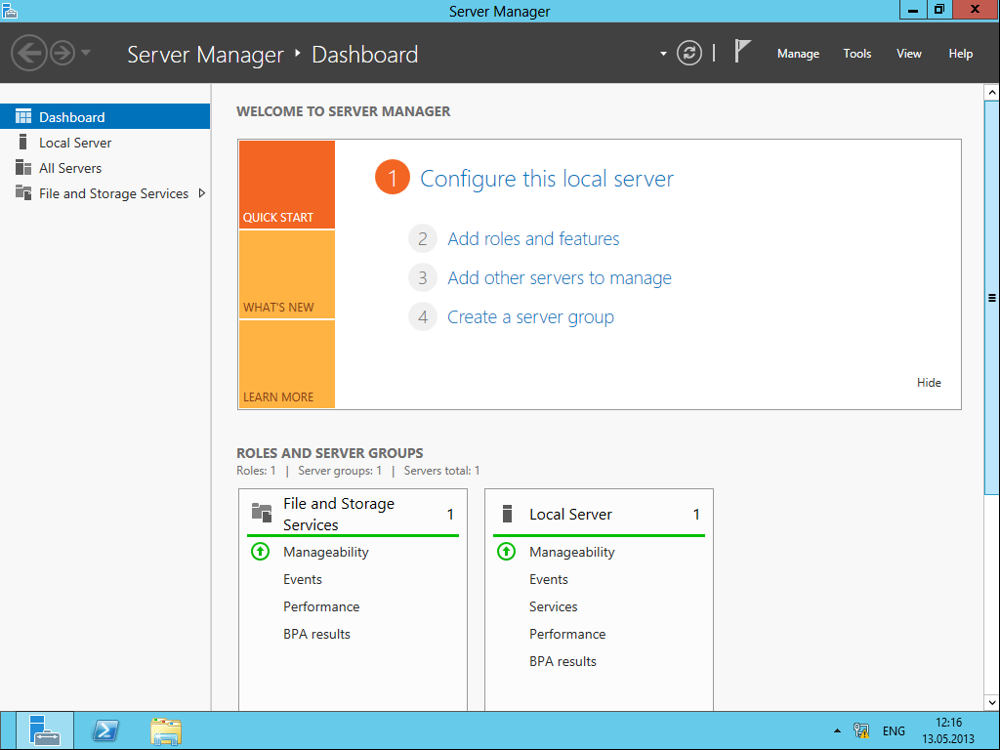 Server Manager
Server Manager ‣ Dashboard
Manage
Tools
View
Help
Dashboard
Local Server
All Servers
File and Storage Services
WELCOME TO SERVER MANAGER
QUICK START
WHAT'S NEW
LEARN MORE
1 Configure this local server
2 Add roles and features
3 Add other servers to manage
4 Create a server group
Hide
ROLES AND SERVER GROUPS
Roles: 1 | Server groups: 1 | Servers total: 1
File and Storage
Services
1
Manageability
Events
Performance
BPA results
Local Server 1
Manageability
Events
Services
Performance
BPA results
ENG
12:16
13.05.2013